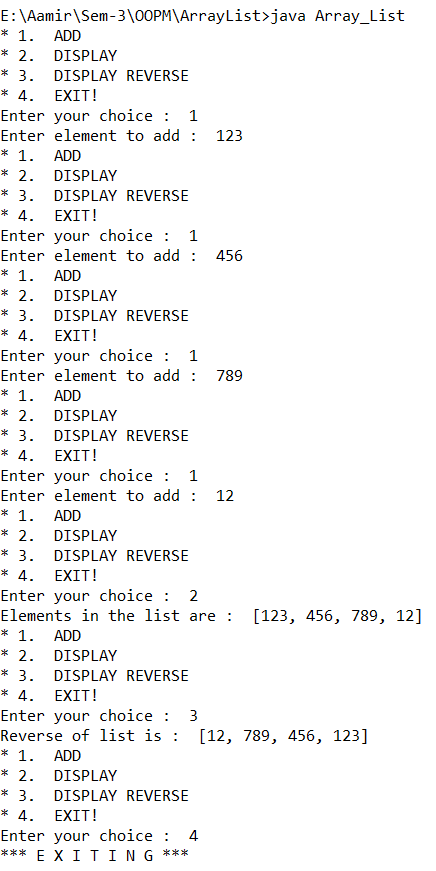 E:\Aamir\Sem-3\OOPM\ArrayList>java Array_List
* 1.  ADD
* 2.  DISPLAY
* 3.  DISPLAY REVERSE
* 4.  EXIT!
Enter your choice :  1
Enter element to add :  123
* 1.  ADD
* 2.  DISPLAY
* 3.  DISPLAY REVERSE
* 4.  EXIT!
Enter your choice :  1
Enter element to add :  456
* 1.  ADD
* 2.  DISPLAY
* 3.  DISPLAY REVERSE
* 4.  EXIT!
Enter your choice :  1
Enter element to add :  789
* 1.  ADD
* 2.  DISPLAY
* 3.  DISPLAY REVERSE
* 4.  EXIT!
Enter your choice :  1
Enter element to add :  12
* 1.  ADD
* 2.  DISPLAY
* 3.  DISPLAY REVERSE
* 4.  EXIT!
Enter your choice :  2
Elements in the list are :  [123, 456, 789, 12]
* 1.  ADD
* 2.  DISPLAY
* 3.  DISPLAY REVERSE
* 4.  EXIT!
Enter your choice :  3
Reverse of list is :  [12, 789, 456, 123]
* 1.  ADD
* 2.  DISPLAY
* 3.  DISPLAY REVERSE
* 4.  EXIT!
Enter your choice :  4
*** E X I T I N G ***